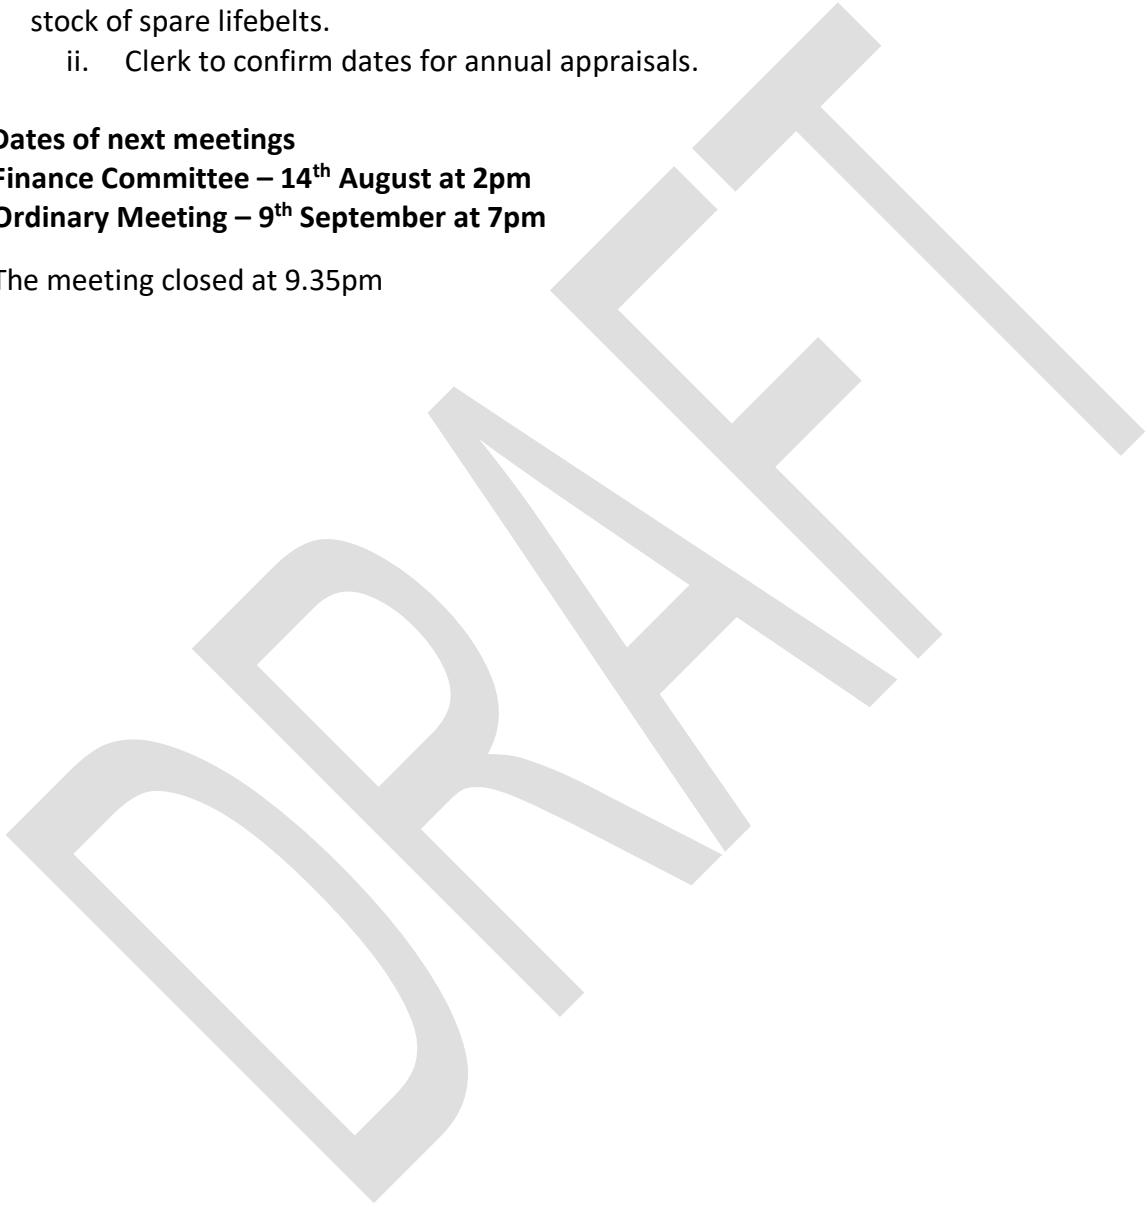 stock of spare lifebelts.
ii. Clerk to confirm dates for annual appraisals.
Dates of next meetings
Finance Committee – 14th August at 2pm
Ordinary Meeting – 9th September at 7pm
The meeting closed at 9.35pm
DRAFT